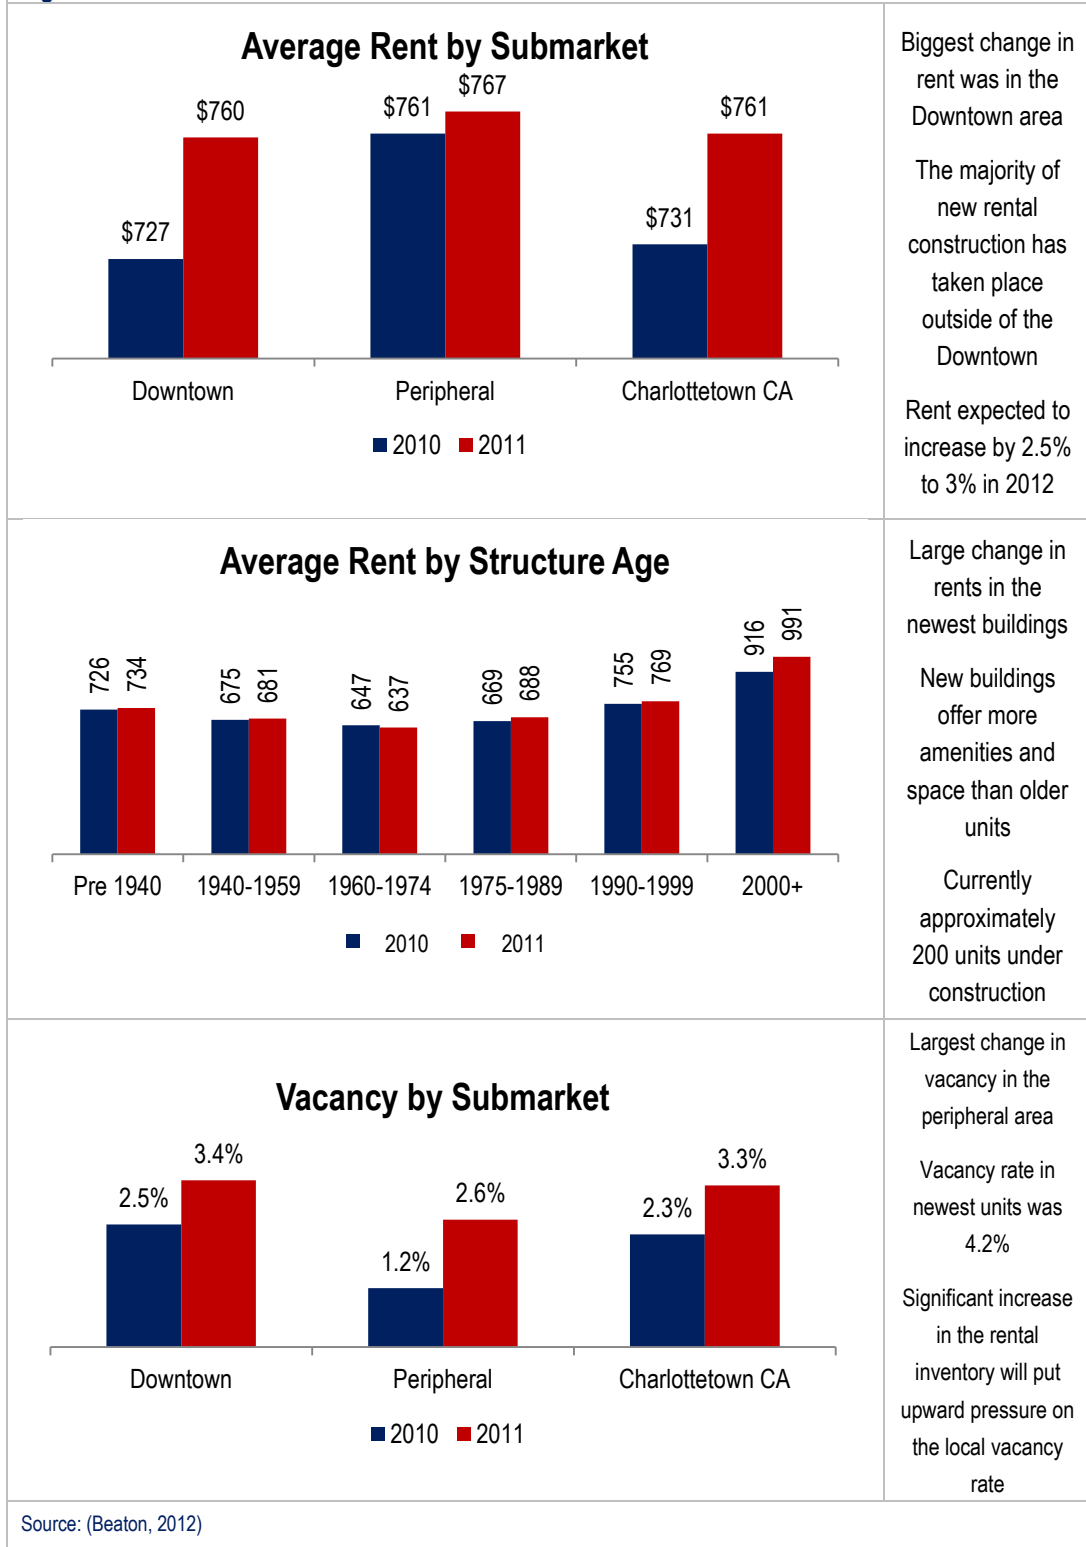 Average Rent by Submarket
$727
$760
$761
$767
$731
$761
Downtown
Peripheral
Charlottetown CA
2010
2011
Biggest change in
rent was in the
Downtown area
The majority of
new rental
construction has
taken place
outside of the
Downtown
Rent expected to
increase by 2.5%
to 3% in 2012
Average Rent by Structure Age
726
734
675
681
647
637
669
688
755
769
916
991
Pre 1940
1940-1959
1960-1974
1975-1989
1990-1999
2000+
2010
2011
Large change in
rents in the
newest buildings
New buildings
offer more
amenities and
space than older
units
Currently
approximately
200 units under
construction
Vacancy by Submarket
2.5%
3.4%
1.2%
2.6%
2.3%
3.3%
Downtown
Peripheral
Charlottetown CA
2010
2011
Largest change in
vacancy in the
peripheral area
Vacancy rate in
newest units was
4.2%
Significant increase
in the rental
inventory will put
upward pressure on
the local vacancy
rate
Source: (Beaton, 2012)